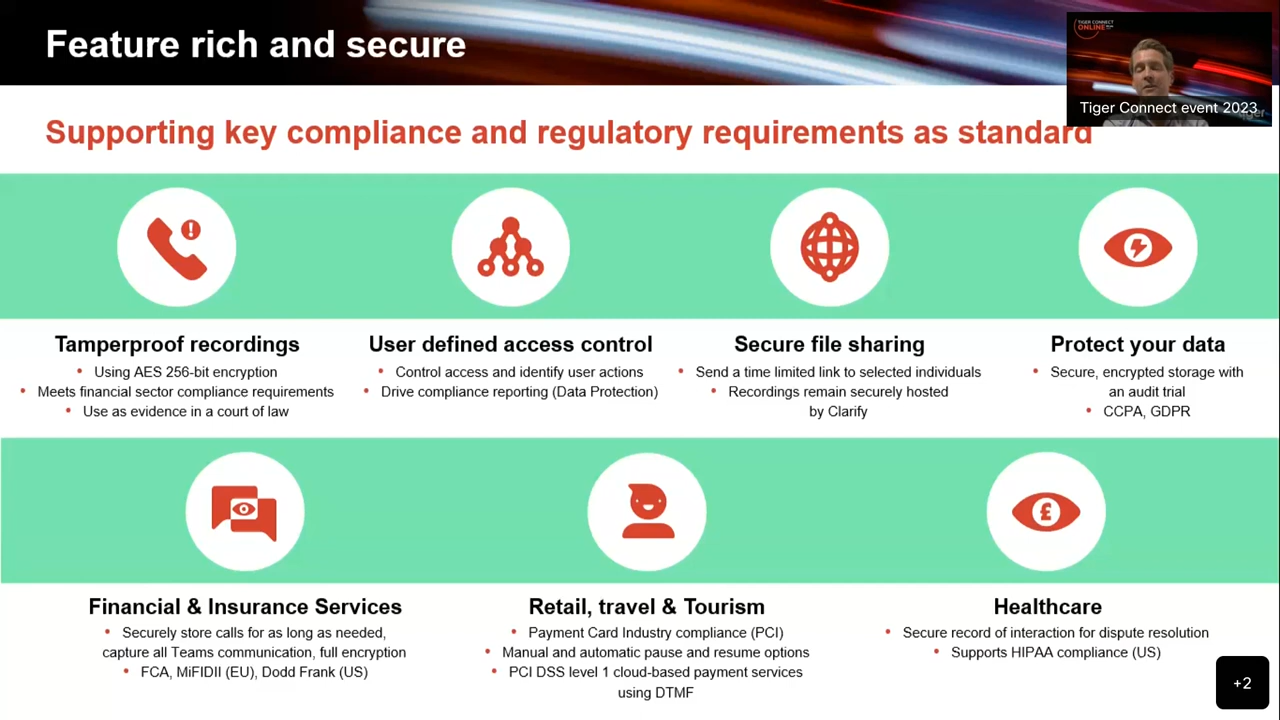 Feature rich and secure
TIGER CONNECT
ONLINE
Tiger Connect event 2023
Supporting key compliance and regulatory requirements as standard
Tamperproof recordings
• Using AES 256-bit encryption
• Meets financial sector compliance requirements
• Use as evidence in a court of law
User defined access control
• Control access and identify user actions
• Drive compliance reporting (Data Protection)
Secure file sharing
• Send a time limited link to selected individuals
• Recordings remain securely hosted
by Clarify
Protect your data
• Secure, encrypted storage with
an audit trial
• CCPA, GDPR
£
Financial & Insurance Services
• Securely store calls for as long as needed,
capture all Teams communication, full encryption
• FCA, MiFIDII (EU), Dodd Frank (US)
Retail, travel & Tourism
• Payment Card Industry compliance (PCI)
• Manual and automatic pause and resume options
• PCI DSS level 1 cloud-based payment services
using DTMF
Healthcare
• Secure record of interaction for dispute resolution
• Supports HIPAA compliance (US)
+2